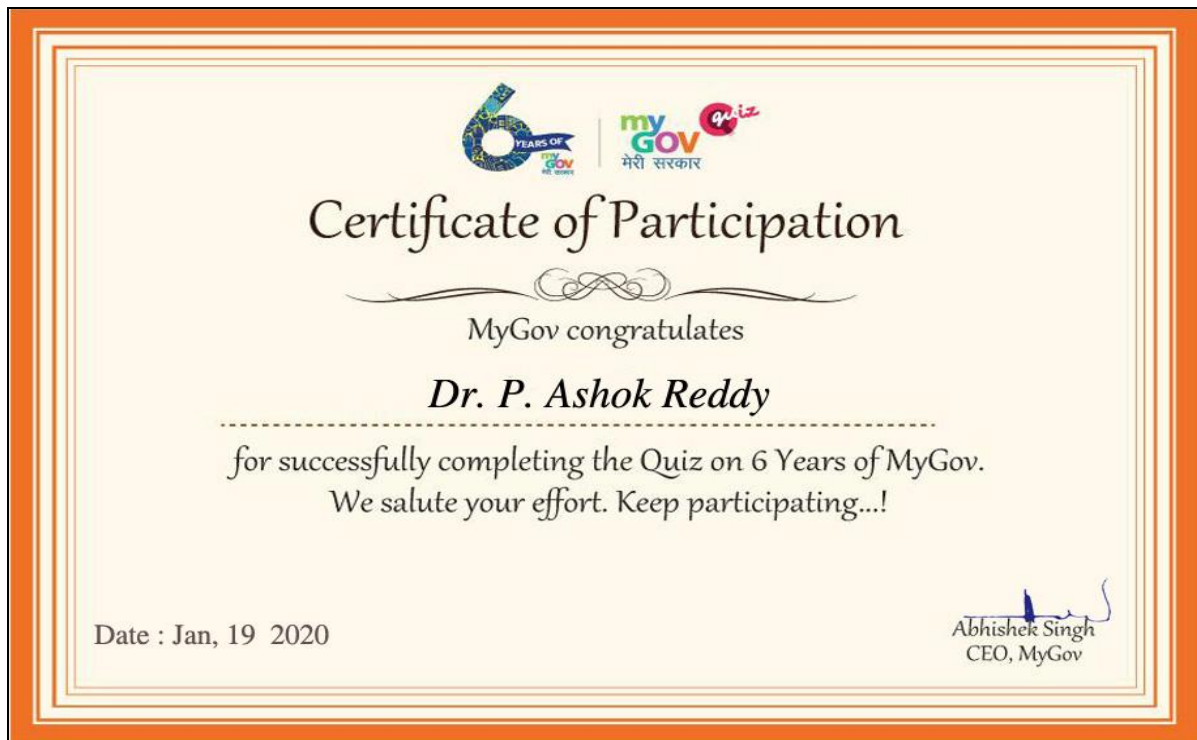 6 YEARS OF
my
GOV
मेरी सरकार
my
GOV
मेरी सरकार
quiz
Certificate of Participation
MyGov congratulates
Dr. P. Ashok Reddy
for successfully completing the Quiz on 6 Years of MyGov.
We salute your effort. Keep participating...!
Date : Jan, 19 2020
Abhishek Singh
CEO, MyGov